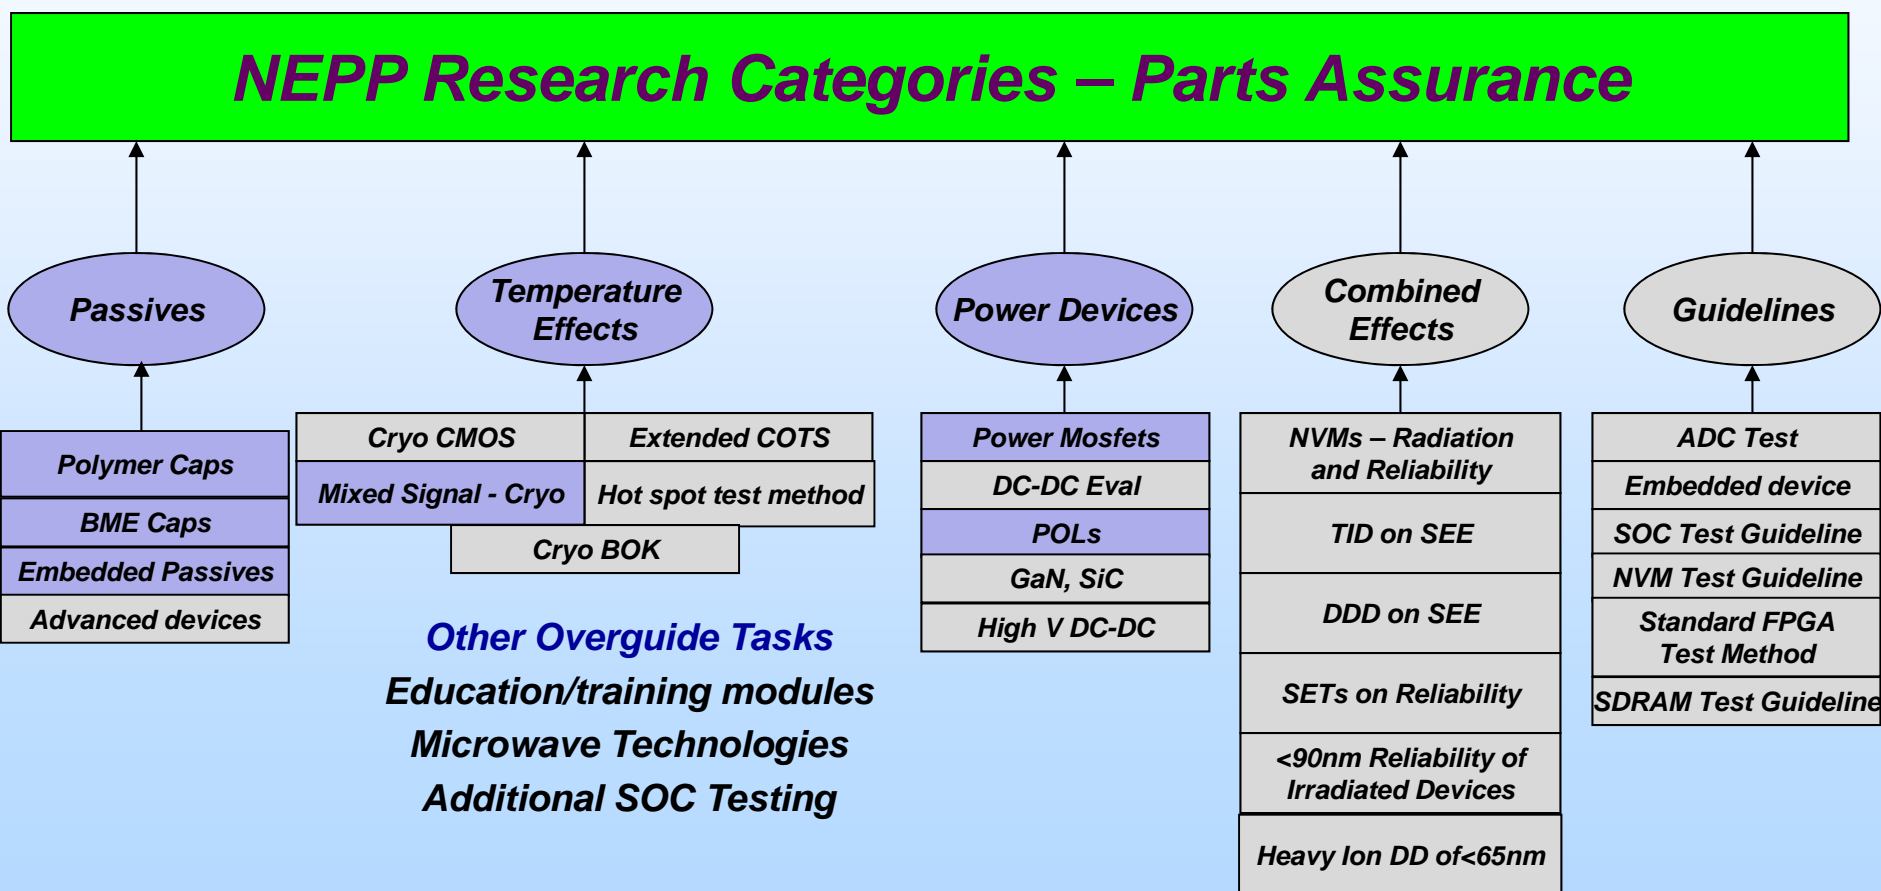 NEPP Research Categories – Parts Assurance
Passives
Temperature
Effects
Power Devices
Combined
Effects
Guidelines
Polymer Caps
BME Caps
Embedded Passives
Advanced devices
Cryo CMOS
Extended COTS
Mixed Signal - Cryo
Hot spot test method
Cryo BOK
Power Mosfets
DC-DC Eval
POLs
GaN, SiC
High V DC-DC
NVMs – Radiation
and Reliability
TID on SEE
DDD on SEE
SETs on Reliability
<90nm Reliability of
Irradiated Devices
Heavy Ion DD of<65nm
ADC Test
Embedded device
SOC Test Guideline
NVM Test Guideline
Standard FPGA
Test Method
SDRAM Test Guideline
Other Overguide Tasks
Education/training modules
Microwave Technologies
Additional SOC Testing